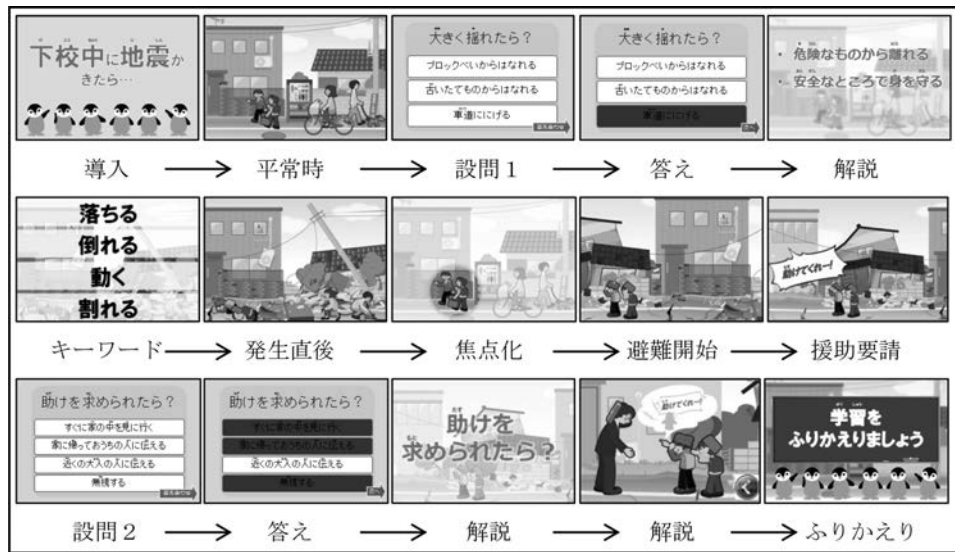 下校中に地震が
きたら…
大きく揺れたら？
ブロックべいからはなれる
古いたてものからはなれる
車道ににげる
大きく揺れたら？
ブロックべいからはなれる
古いたてものからはなれる
車道ににげる
・危険なものから離れる
・安全なところで身を守る
導入 → 平常時 → 設問1 → 答え → 解説
落ちる
倒れる
動く
割れる
助けてくれー!
キーワード → 発生直後 → 焦点化 → 避難開始 → 援助要請
助けを求められたら？
すぐに家の中を見に行く
家に帰っておうちの人に伝える
近くの大人の人に伝える
無視する
助けを求められたら？
すぐに家の中を見に行く
家に帰っておうちの人に伝える
近くの大人の人に伝える
無視する
助けを
求められたら？
助けてくれー!
学習を
ふりかえりましょう
設問2 → 答え → 解説 → 解説 → ふりかえり